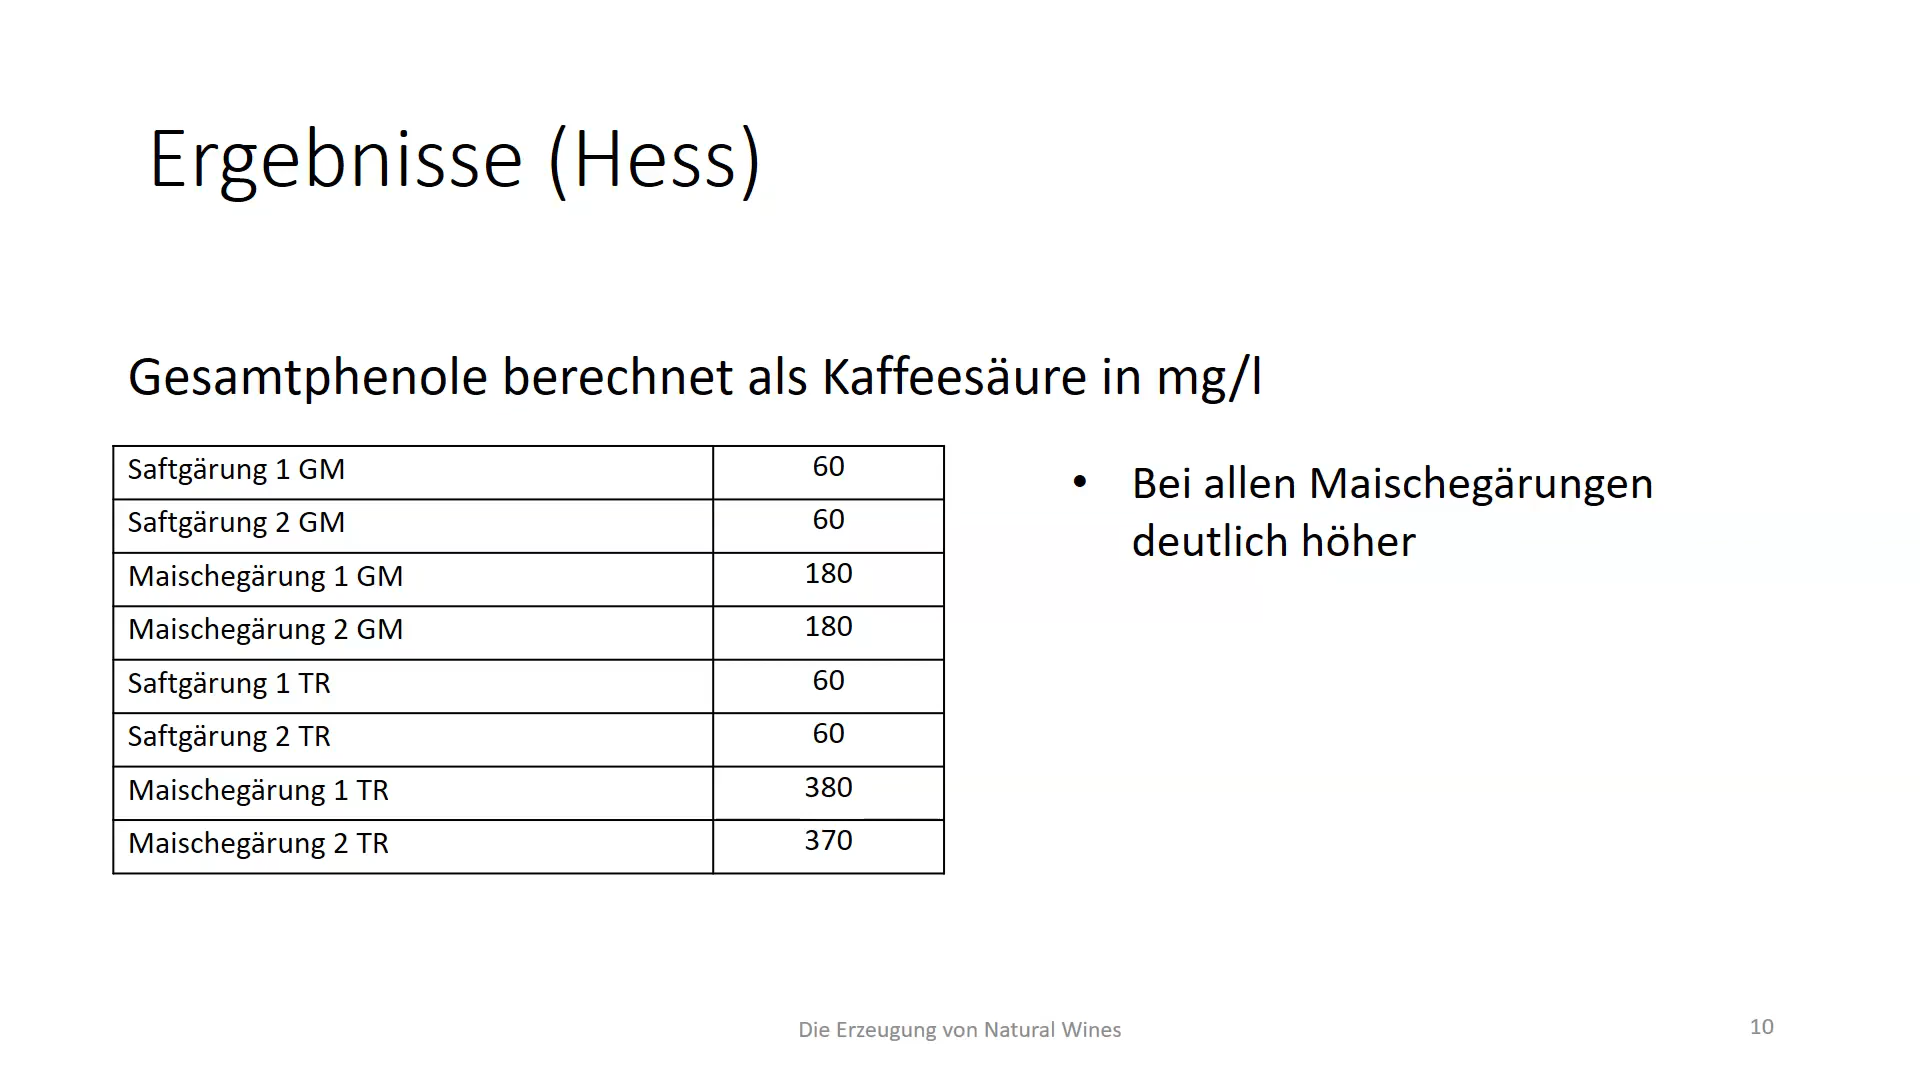 Ergebnisse (Hess)
Gesamtphenole berechnet als Kaffeesäure in mg/l
Saftgärung 1 GM 60
Saftgärung 2 GM 60
Maischegärung 1 GM 180
Maischegärung 2 GM 180
Saftgärung 1 TR 60
Saftgärung 2 TR 60
Maischegärung 1 TR 380
Maischegärung 2 TR 370
• Bei allen Maischegärungen
deutlich höher
Die Erzeugung von Natural Wines
10